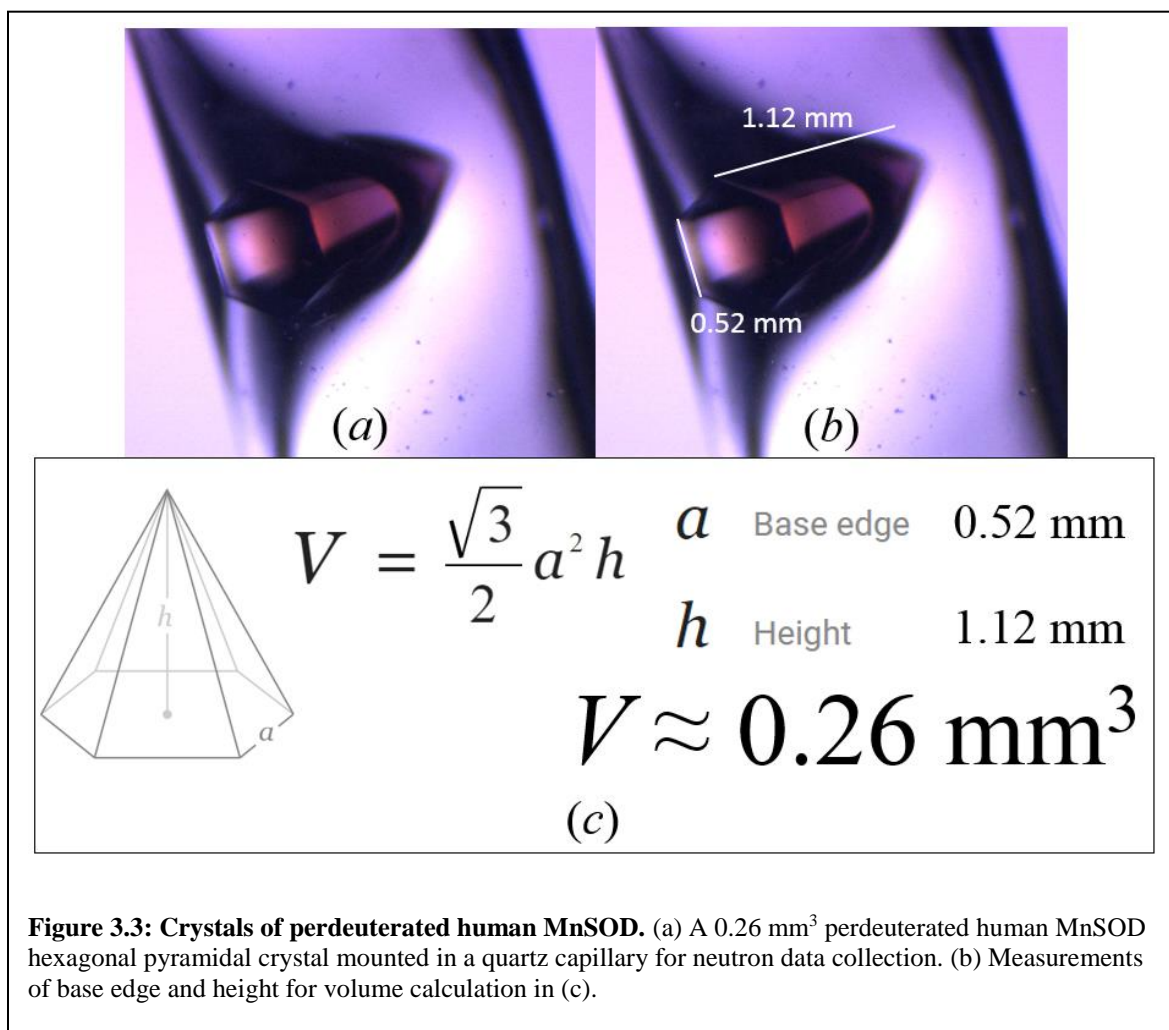 1.12 mm
0.52 mm
(a)
(b)
h
a
V = √3/2 a² h
a Base edge 0.52 mm
h Height 1.12 mm
V ≈ 0.26 mm³
(c)
Figure 3.3: Crystals of perdeuterated human MnSOD. (a) A 0.26 mm³ perdeuterated human MnSOD
hexagonal pyramidal crystal mounted in a quartz capillary for neutron data collection. (b) Measurements
of base edge and height for volume calculation in (c).